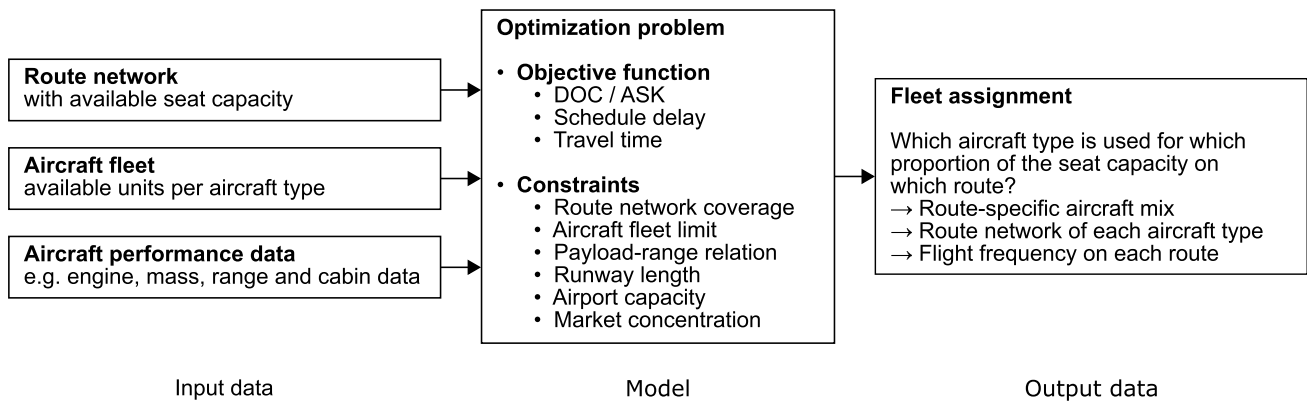 Route network
with available seat capacity
Aircraft fleet
available units per aircraft type
Aircraft performance data
e.g. engine, mass, range and cabin data
Input data
Optimization problem
• Objective function
• DOC / ASK
• Schedule delay
• Travel time
• Constraints
• Route network coverage
• Aircraft fleet limit
• Payload-range relation
• Runway length
• Airport capacity
• Market concentration
Model
Fleet assignment
Which aircraft type is used for which
proportion of the seat capacity on
which route?
→ Route-specific aircraft mix
→ Route network of each aircraft type
→ Flight frequency on each route
Output data